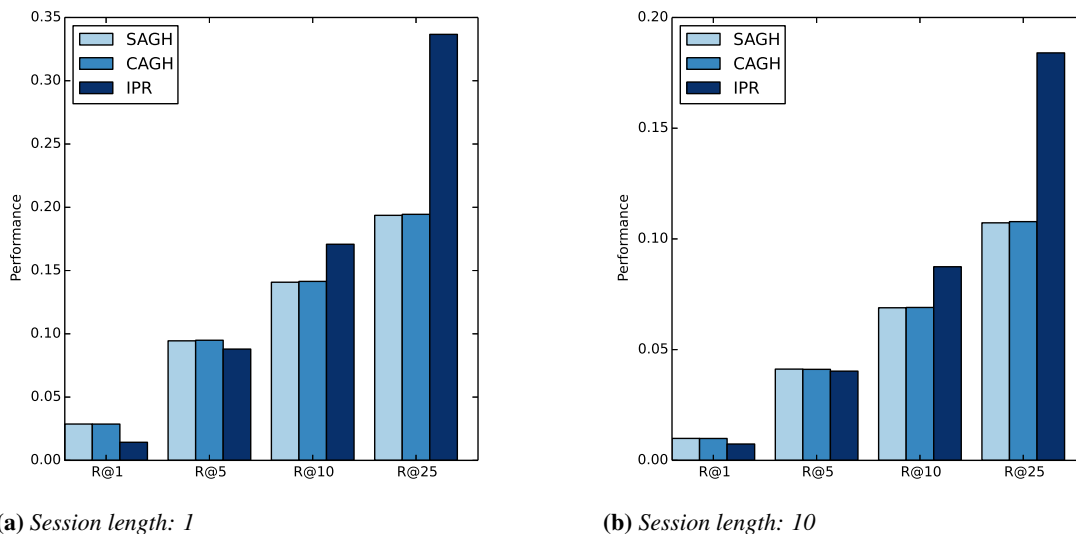 0.35
0.30
0.25
0.20
0.15
0.10
0.05
0.00
Performance
SAGH
CAGH
IPR
R@1 R@5 R@10 R@25
(a) Session length: 1
0.20
0.15
0.10
0.05
0.00
Performance
SAGH
CAGH
IPR
R@1 R@5 R@10 R@25
(b) Session length: 10